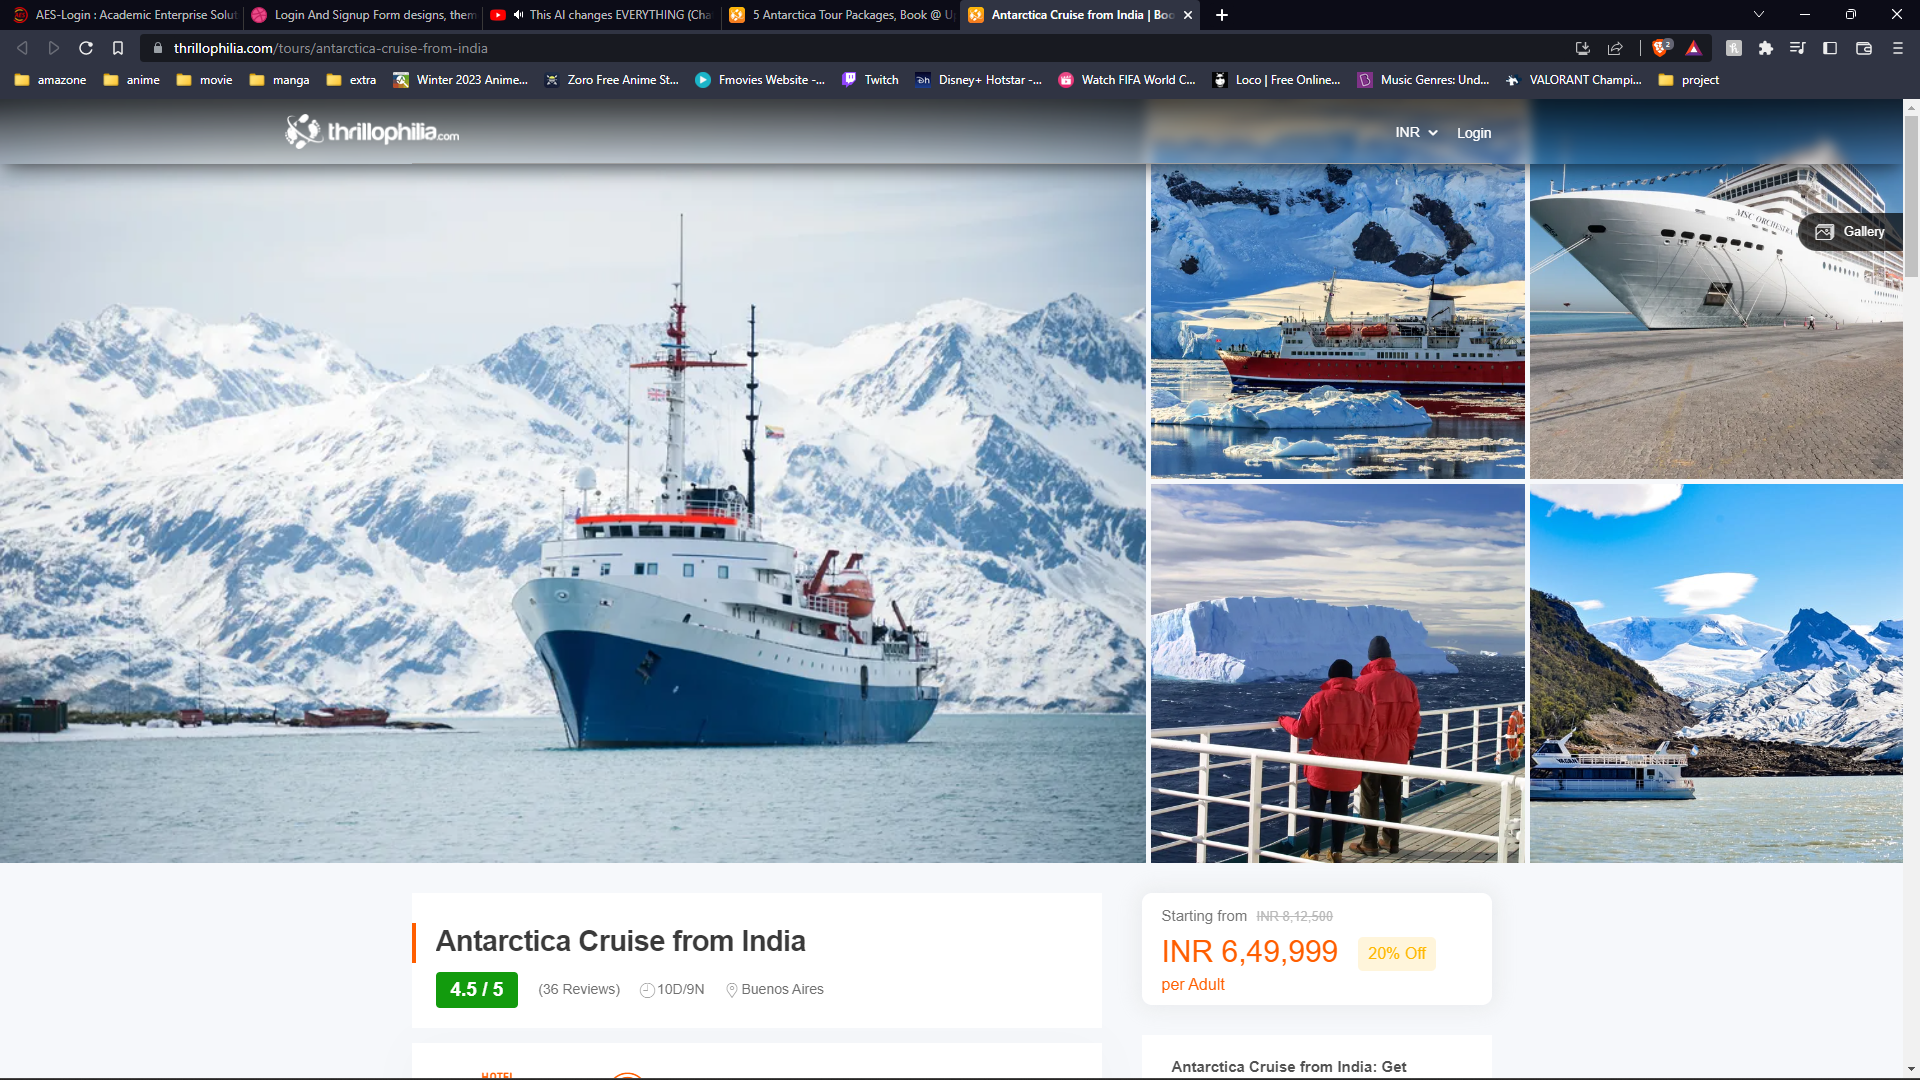 AES-Login : Academic Enterprise Solut
Login And Signup Form designs, them
This AI changes EVERYTHING (Cha
5 Antarctica Tour Packages, Book @ U
Antarctica Cruise from India | Boo
thrillophilia.com/tours/antarctica-cruise-from-india
2
amazone
anime
movie
manga
extra
Winter 2023 Anime...
Zoro Free Anime St...
Fmovies Website -...
Twitch
Disney+ Hotstar -...
Watch FIFA World C...
Loco | Free Online...
Music Genres: Und...
VALORANT Champi...
project
thrillophilia.com
INR
Login
MSC ORCHESTRA
Gallery
Antarctica Cruise from India
4.5 / 5
(36 Reviews)
10D/9N
Buenos Aires
Starting from INR 8,12,500
INR 6,49,999
20% Off
per Adult
HOTEL
Antarctica Cruise from India: Get